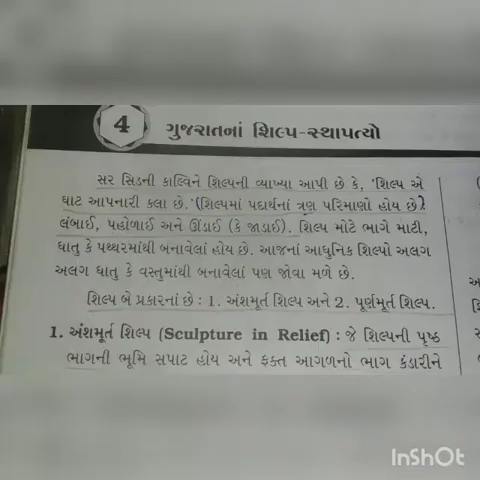 4 ગુજરાતનાં શિલ્પ-સ્થાપત્યો
સર સિડની કાલ્વિને શિલ્પની વ્યાખ્યા આપી છે કે, 'શિલ્પ એ
ઘાટ આપનારી કલા છે.' (શિલ્પમાં પદાર્થનાં ત્રણ પરિમાણો હોય છે.)
લંબાઈ, પહોળાઈ અને ઊંડાઈ (કે જાડાઈ). શિલ્પ મોટે ભાગે માટી,
ધાતુ કે પથ્થરમાંથી બનાવેલાં હોય છે. આજનાં આધુનિક શિલ્પો અલગ
અલગ ધાતુ કે વસ્તુમાંથી બનાવેલાં પણ જોવા મળે છે.
શિલ્પ બે પ્રકારનાં છે : 1. અંશમૂર્ત શિલ્પ અને 2. પૂર્ણમૂર્ત શિલ્પ.
1. અંશમૂર્ત શિલ્પ (Sculpture in Relief) : જે શિલ્પની પૃષ્ઠ
ભાગની ભૂમિ સપાટ હોય અને ફક્ત આગળનો ભાગ કંડારીને
InShOt